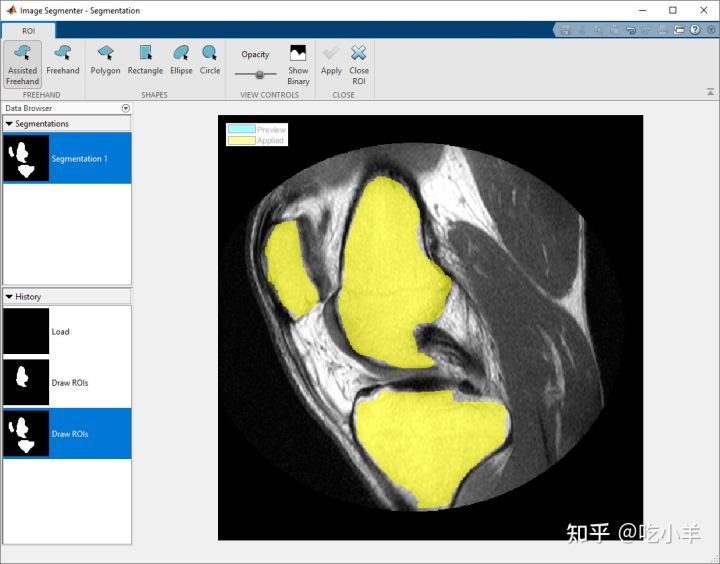 Image Segmenter - Segmentation
ROI
Assisted
Freehand
Freehand
Polygon
Rectangle
Ellipse
Circle
Opacity
Show
Binary
Apply
Close
ROI
FREEHAND
SHAPES
VIEW CONTROLS
CLOSE
Data Browser
Segmentations
Segmentation 1
History
Load
Draw ROIs
Draw ROIs
Preview
Applied
知乎 @吃小羊